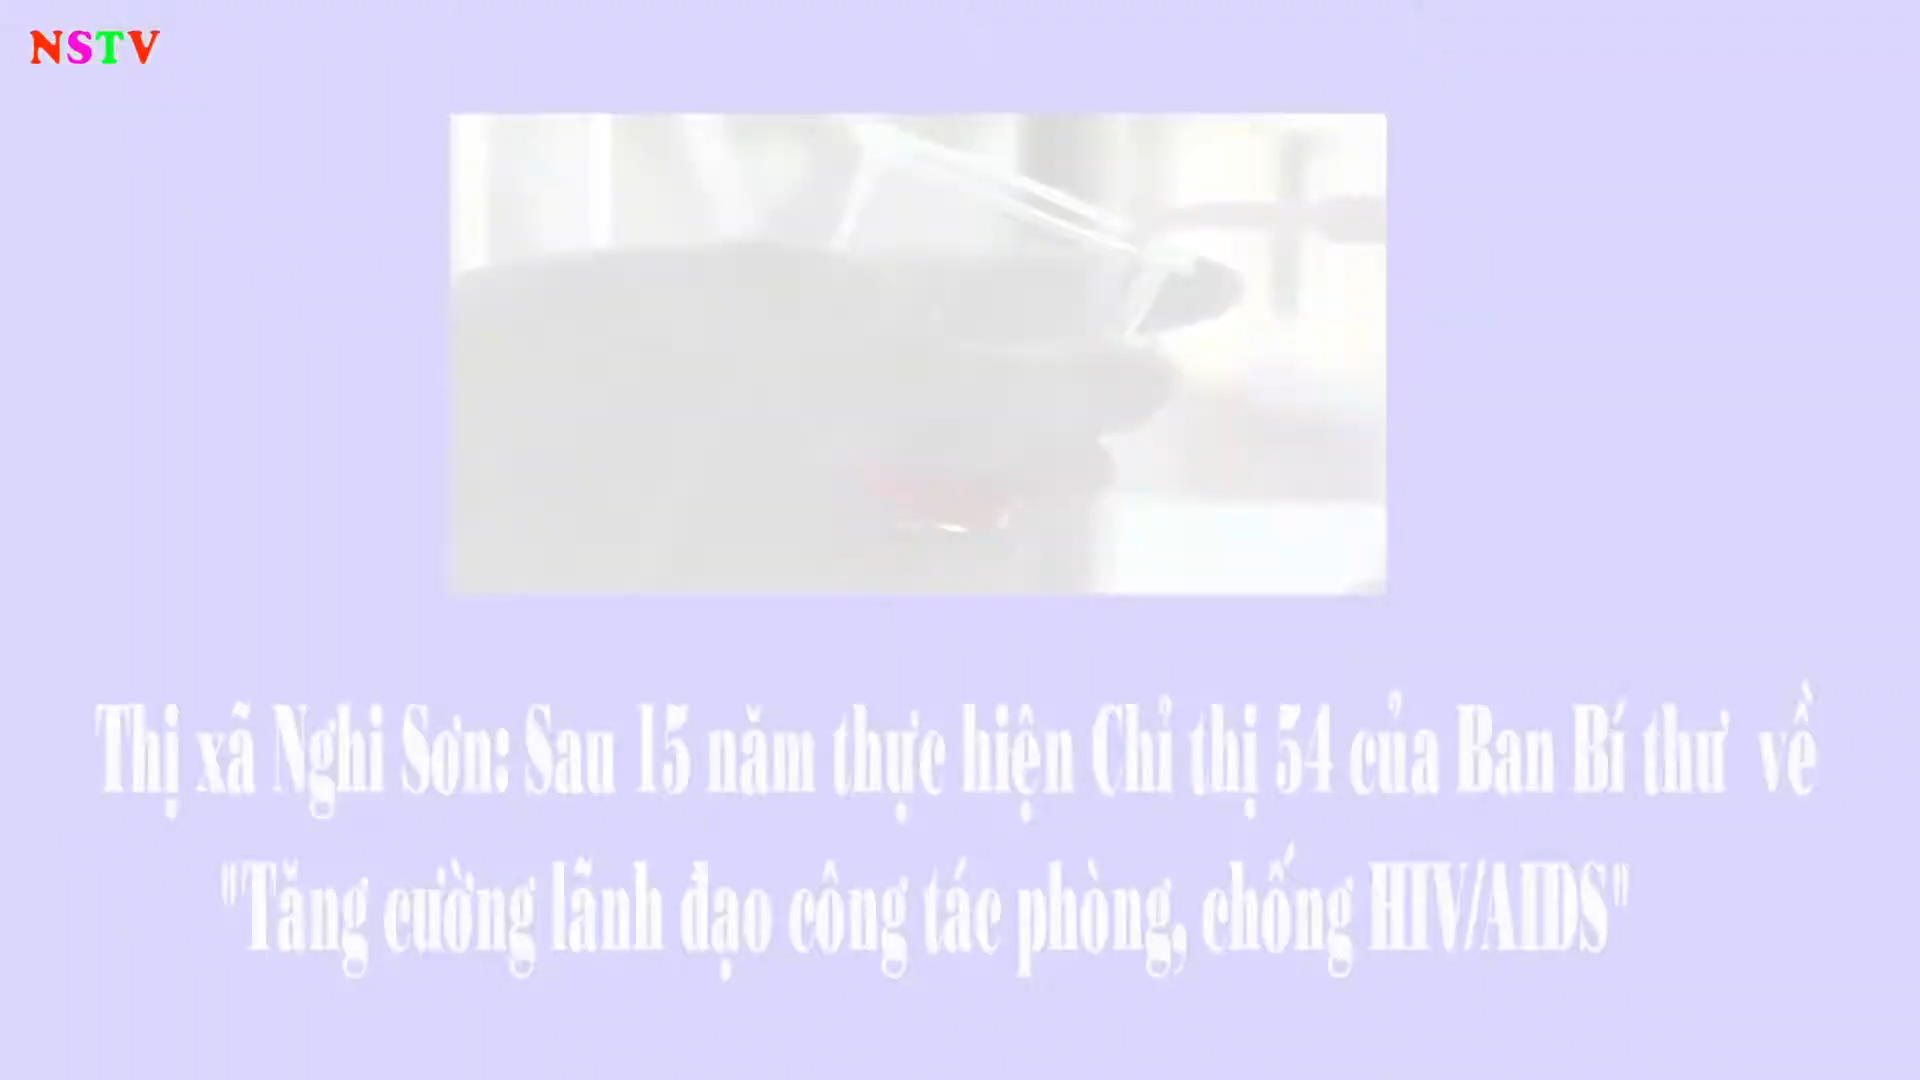 NSTV
Thị xã Nghi Sơn: Sau 15 năm thực hiện Chỉ thị 54 của Ban Bí thư về
"Tăng cường lãnh đạo công tác phòng, chống HIV/AIDS"